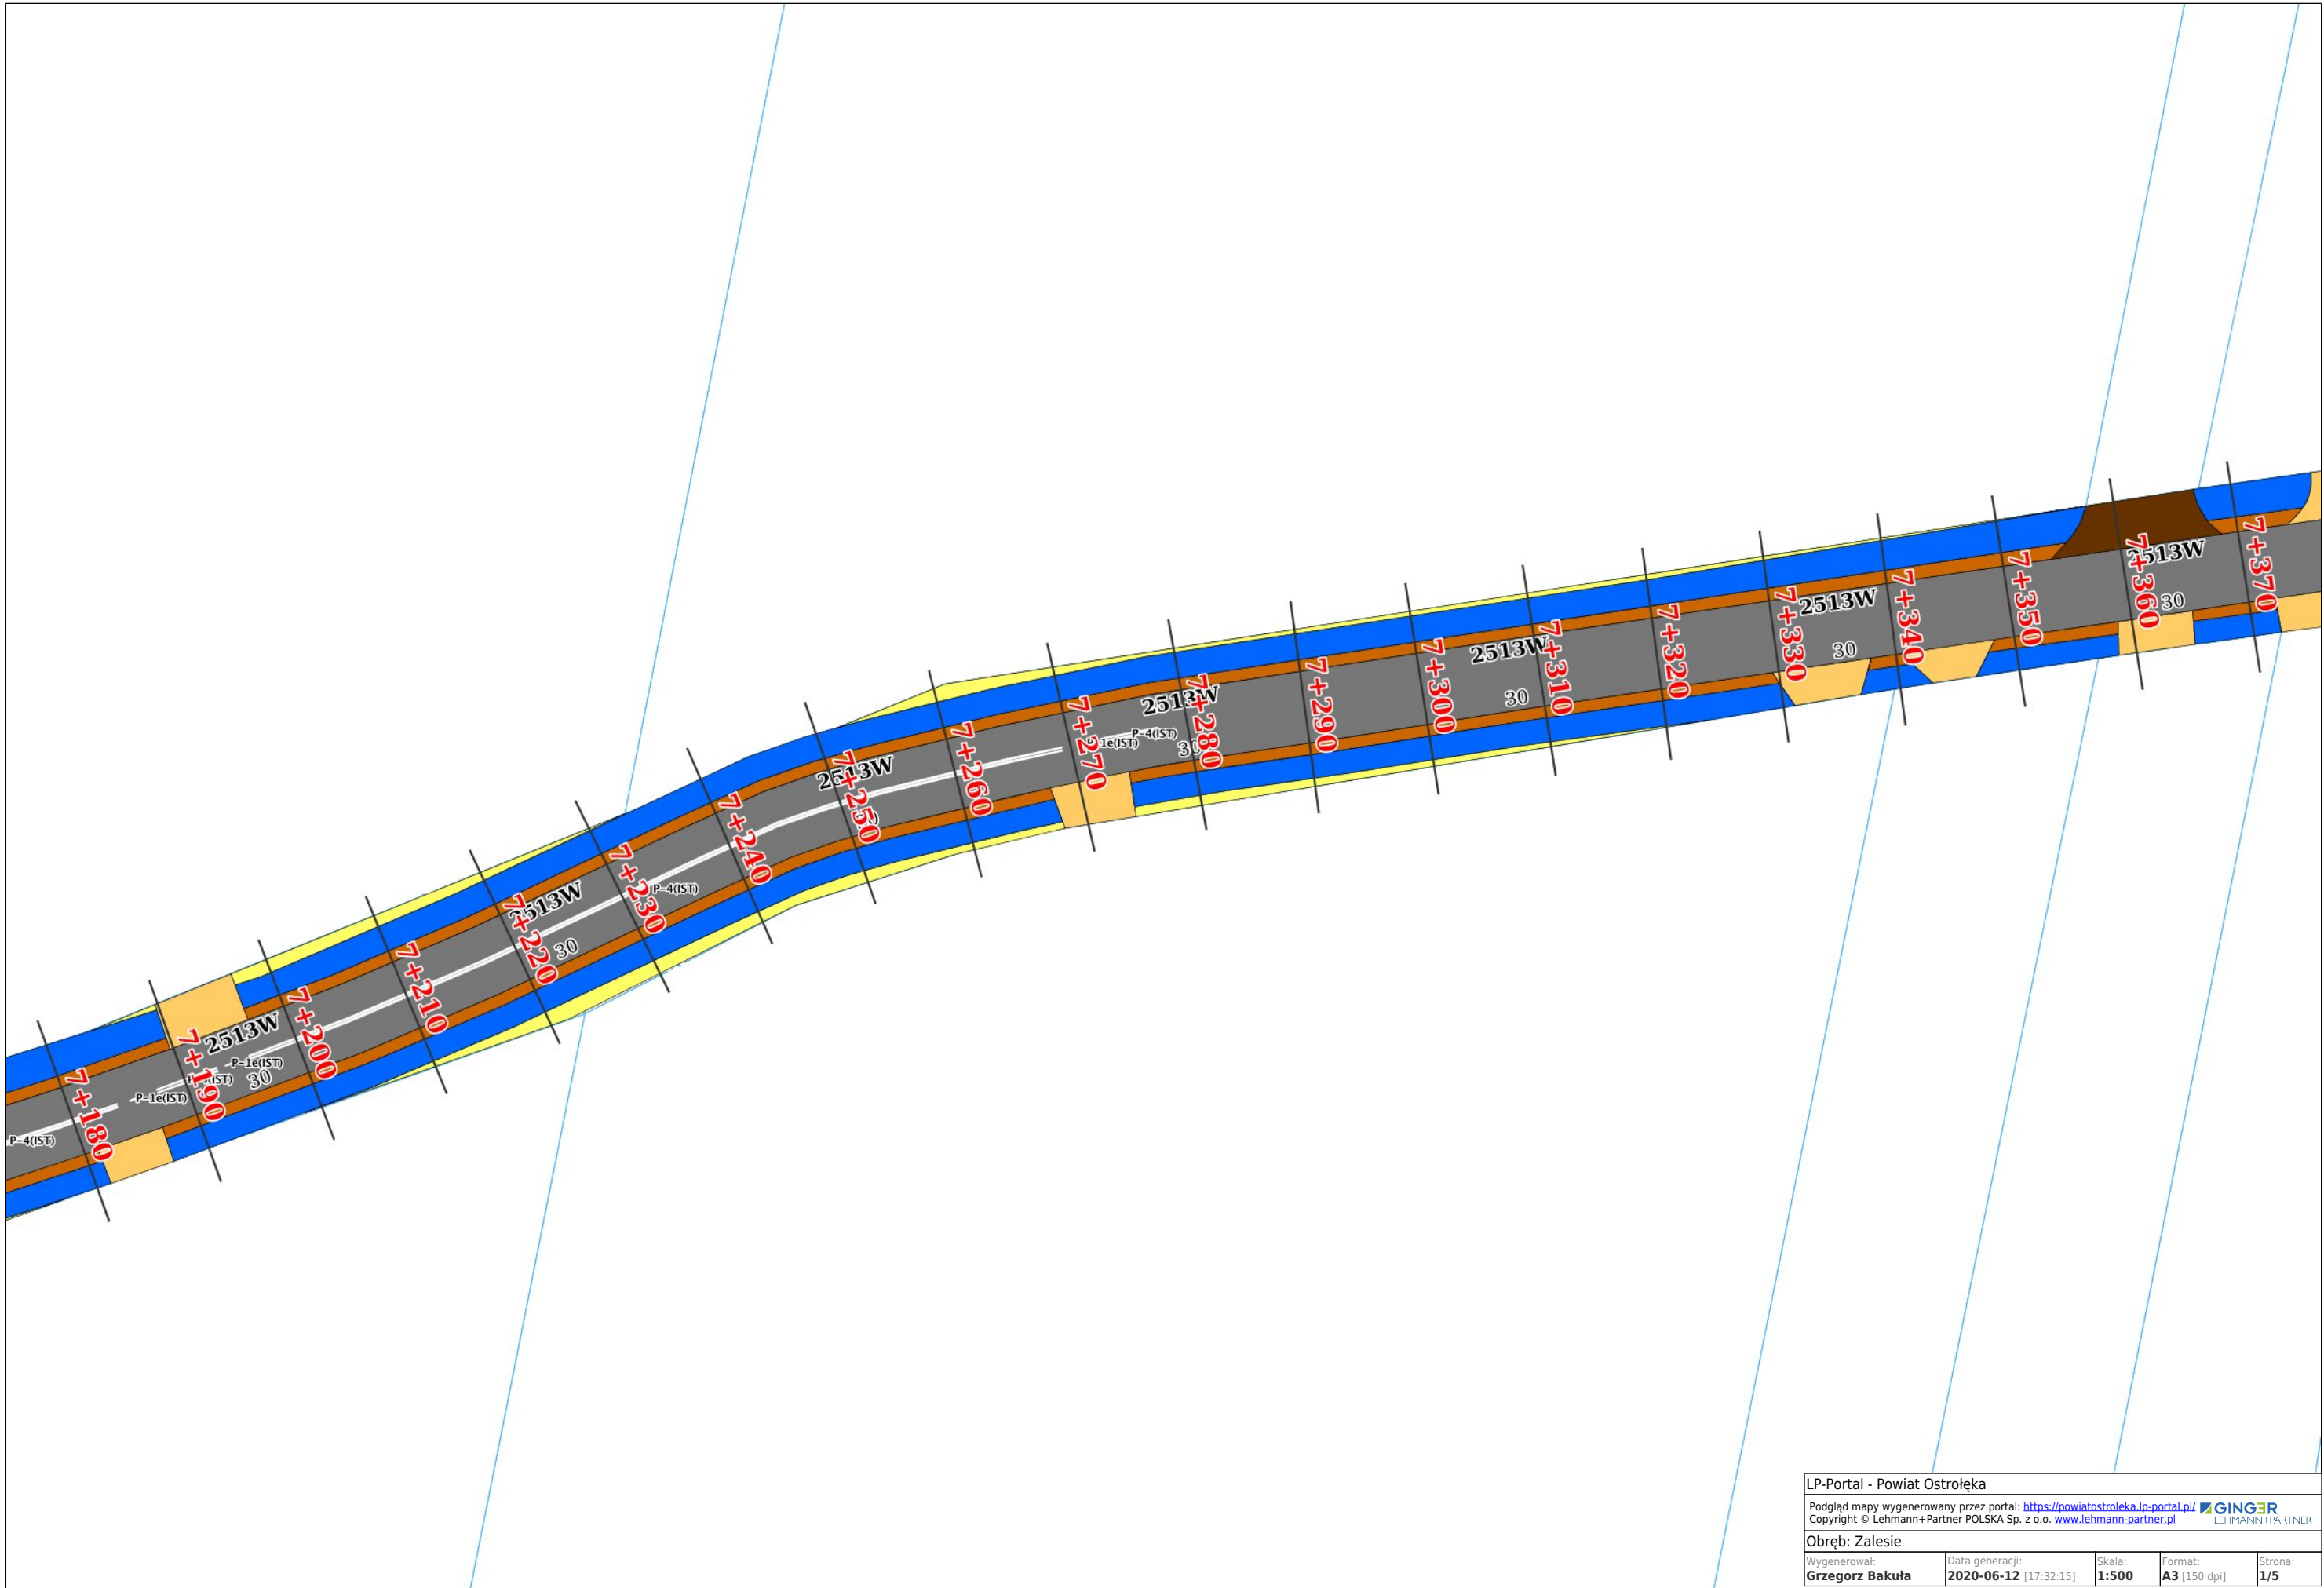 7+180
7+190
7+200
7+210
7+220
7+230
7+240
7+250
7+260
7+270
7+280
7+290
7+300
7+310
7+320
7+330
7+340
7+350
7+360
7+370
2513W
2513W
2513W
2513W
2513W
2513W
2513W
30
30
30
30
30
30
P-4(IST)
P-1e(IST)
P-1e(IST)
P-4(IST)
P-4(IST)
LP-Portal - Powiat Ostrołęka
Podgląd mapy wygenerowany przez portal: https://powiatostroleka.lp-portal.pl/
Copyright © Lehmann+Partner POLSKA Sp. z o.o. www.lehmann-partner.pl
GINGER
LEHMANN+PARTNER
Obręb: Zalesie
Wygenerował: Data generacji: Skala: Format: Strona:
Grzegorz Bakuła 2020-06-12 [17:32:15] 1:500 A3 [150 dpi] 1/5